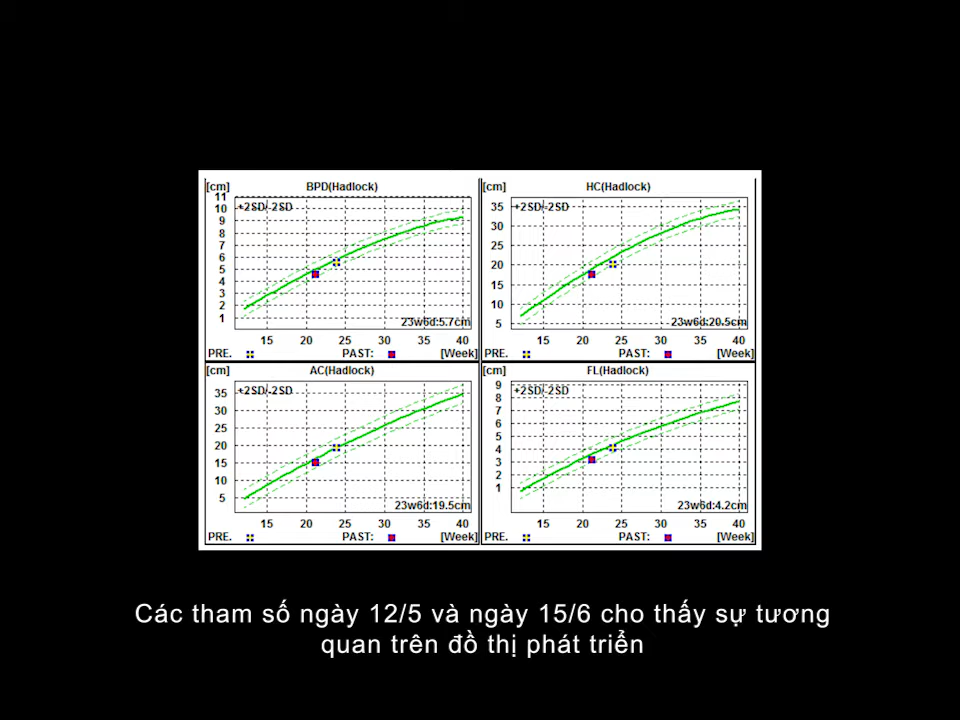 [cm] BPD(Hadlock)
+2SD/-2SD
11
10
9
8
7
6
5
4
3
2
1
23w6d:5.7cm
15 20 25 30 35 40
PRE. PAST: [Week]
[cm] HC(Hadlock)
+2SD/-2SD
35
30
25
20
15
10
5
23w6d:20.5cm
15 20 25 30 35 40
PRE. PAST: [Week]
[cm] AC(Hadlock)
+2SD/-2SD
35
30
25
20
15
10
5
23w6d:19.5cm
15 20 25 30 35 40
PRE. PAST: [Week]
[cm] FL(Hadlock)
+2SD/-2SD
9
8
7
6
5
4
3
2
1
23w6d:4.2cm
15 20 25 30 35 40
PRE. PAST: [Week]
Các tham số ngày 12/5 và ngày 15/6 cho thấy sự tương
quan trên đồ thị phát triển